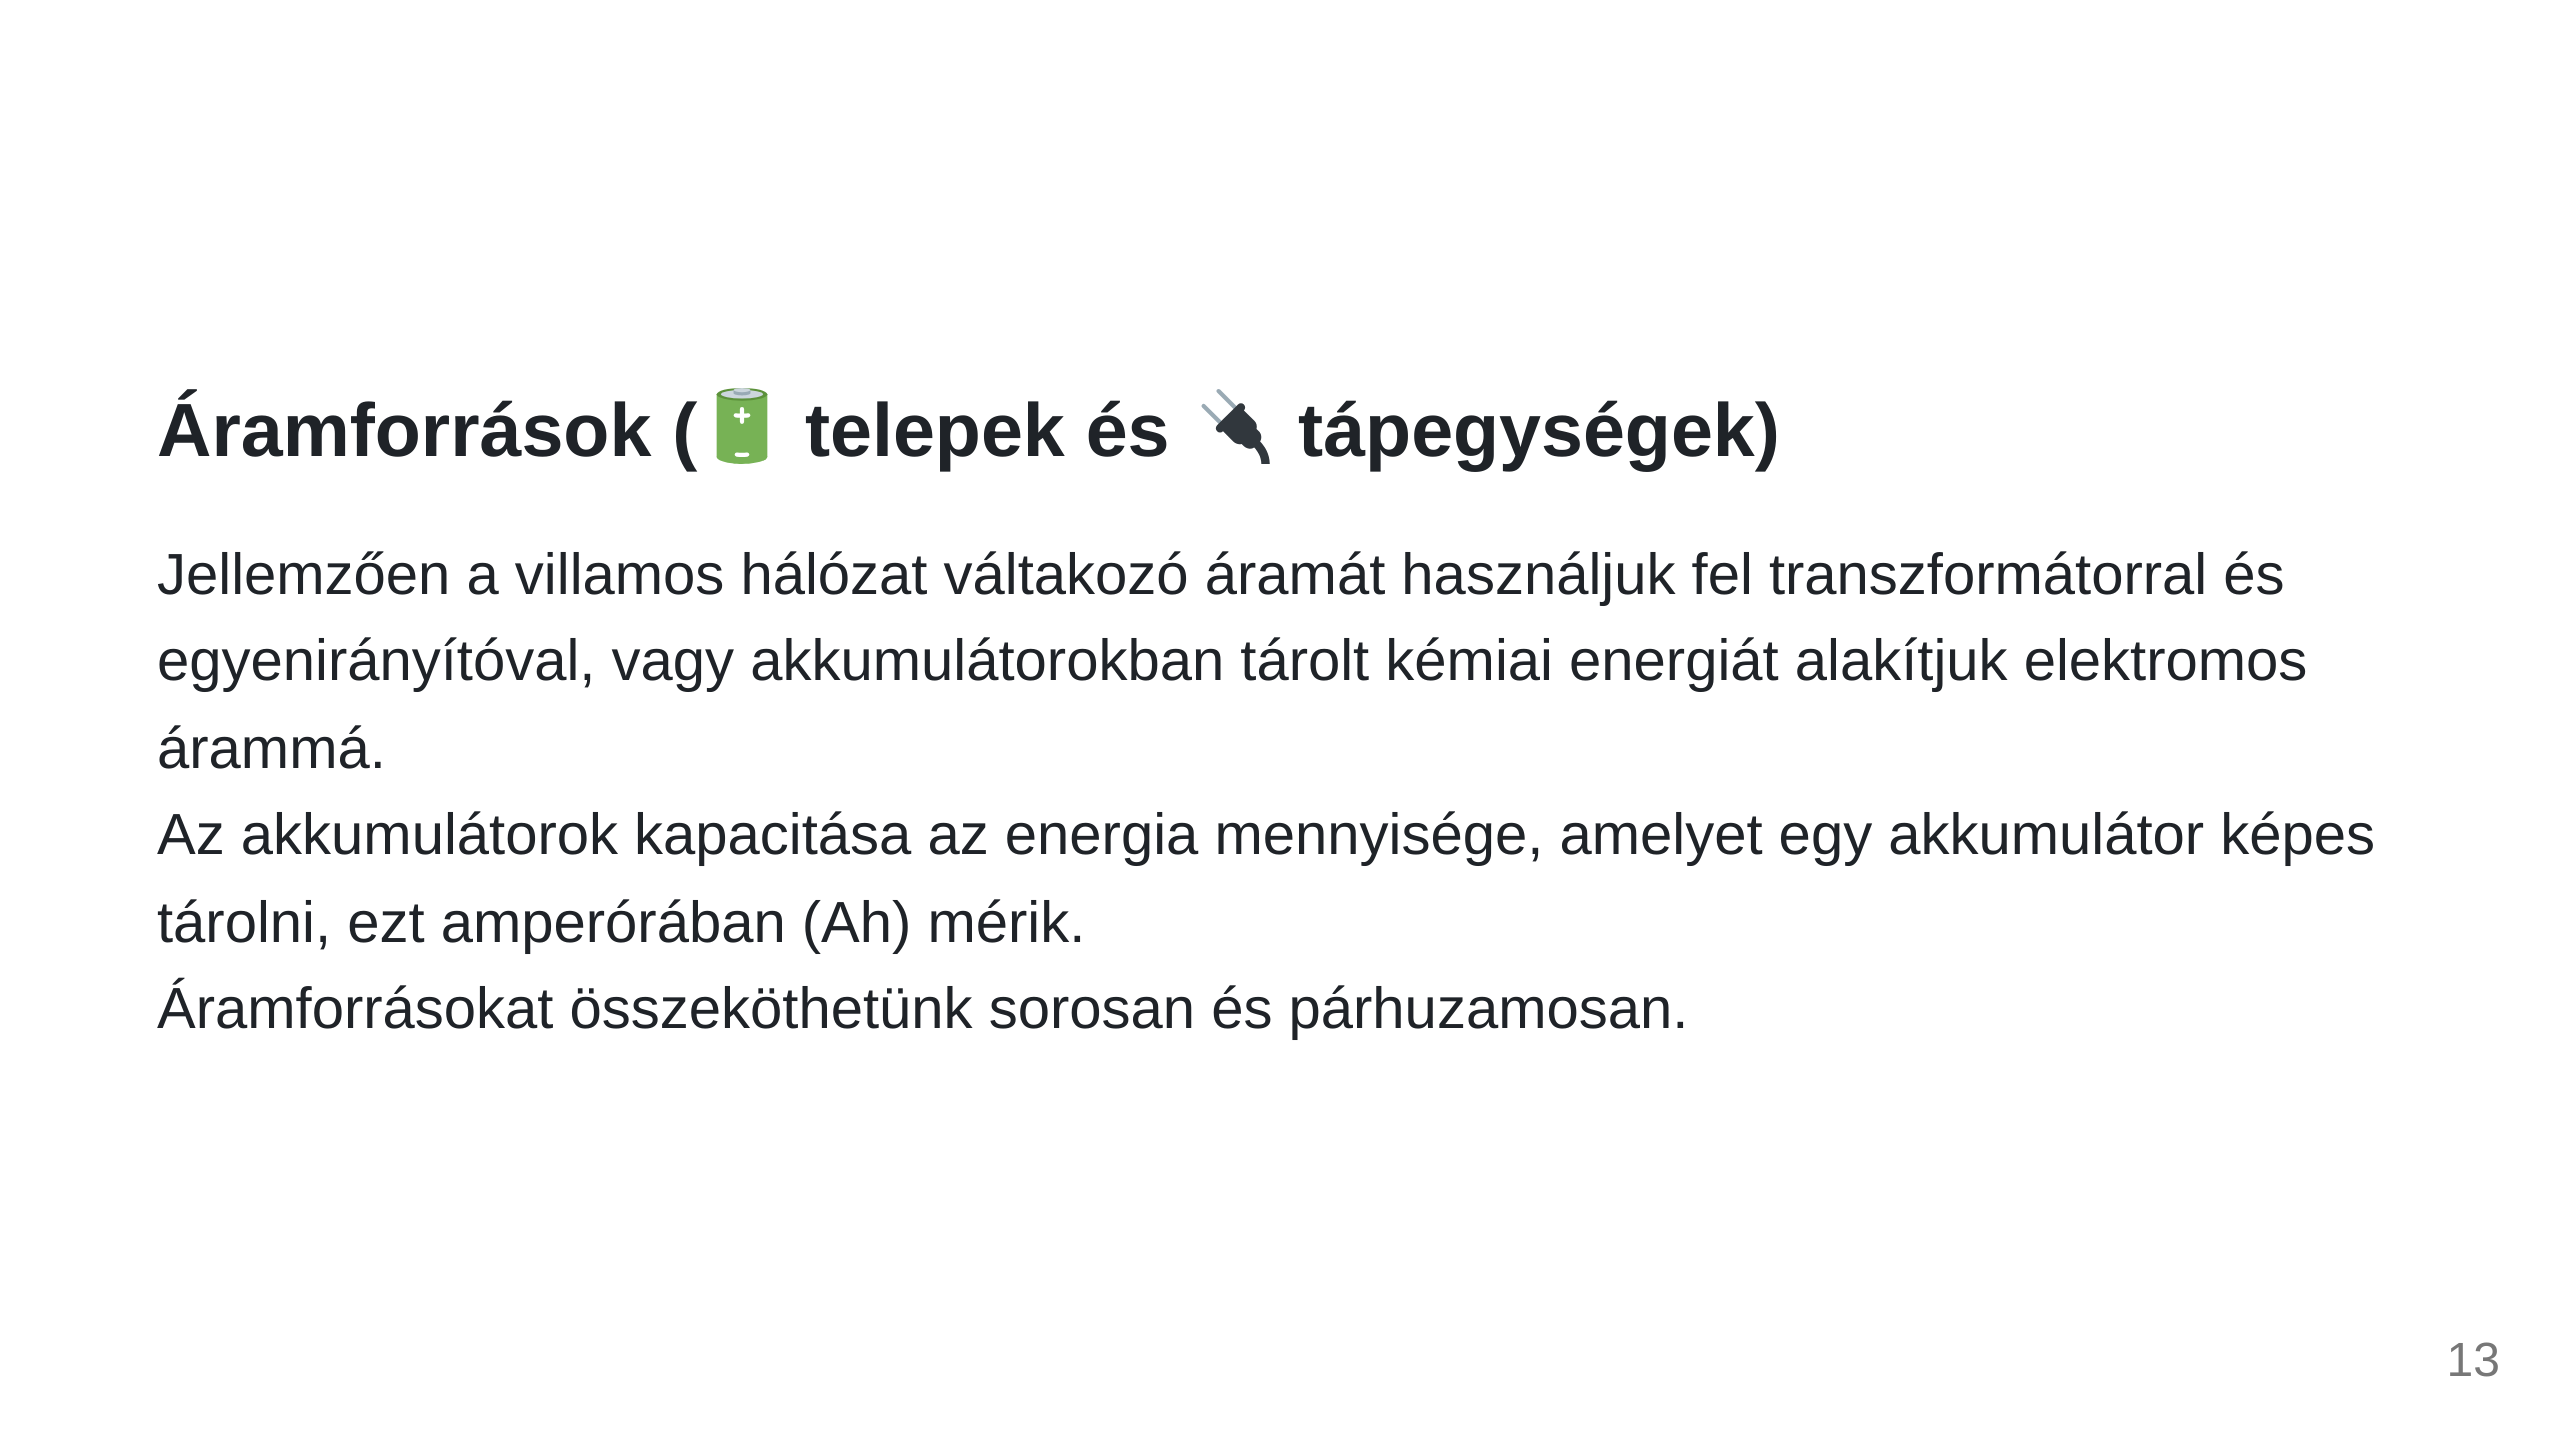 Áramforrások (🔋 telepek és 🔌 tápegységek)
Jellemzően a villamos hálózat váltakozó áramát használjuk fel transzformátorral és
egyenirányítóval, vagy akkumulátorokban tárolt kémiai energiát alakítjuk elektromos
árammá.
Az akkumulátorok kapacitása az energia mennyisége, amelyet egy akkumulátor képes
tárolni, ezt amperórában (Ah) mérik.
Áramforrásokat összeköthetünk sorosan és párhuzamosan.
13